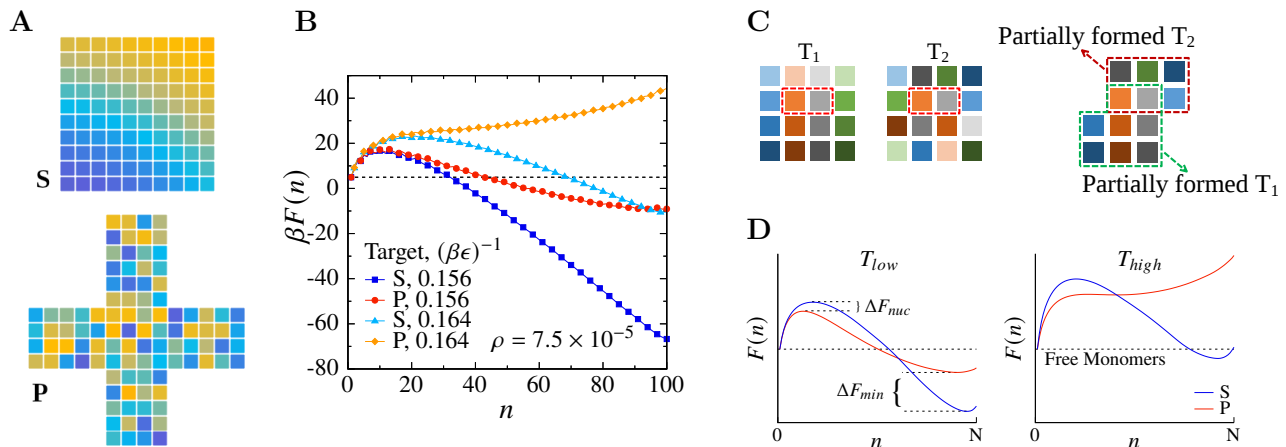 A
S
P
B
βF(n)
40
20
0
-20
-40
-60
-80
0
20
40
60
80
100
n
Target, (βϵ)⁻¹
S, 0.156
P, 0.156
S, 0.164
P, 0.164
ρ = 7.5 × 10⁻⁵
C
T₁
T₂
Partially formed T₂
Partially formed T₁
D
T_low
F(n)
ΔF_nuc
ΔF_min
n
N
T_high
F(n)
Free Monomers
S
P
n
N